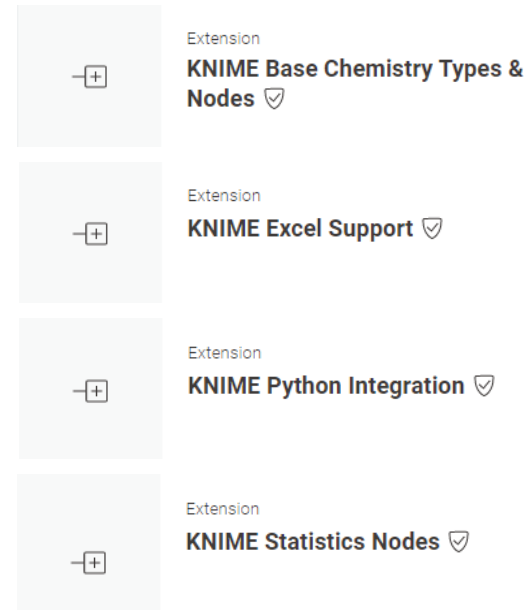 Extension
KNIME Base Chemistry Types &
Nodes
Extension
KNIME Excel Support
Extension
KNIME Python Integration
Extension
KNIME Statistics Nodes